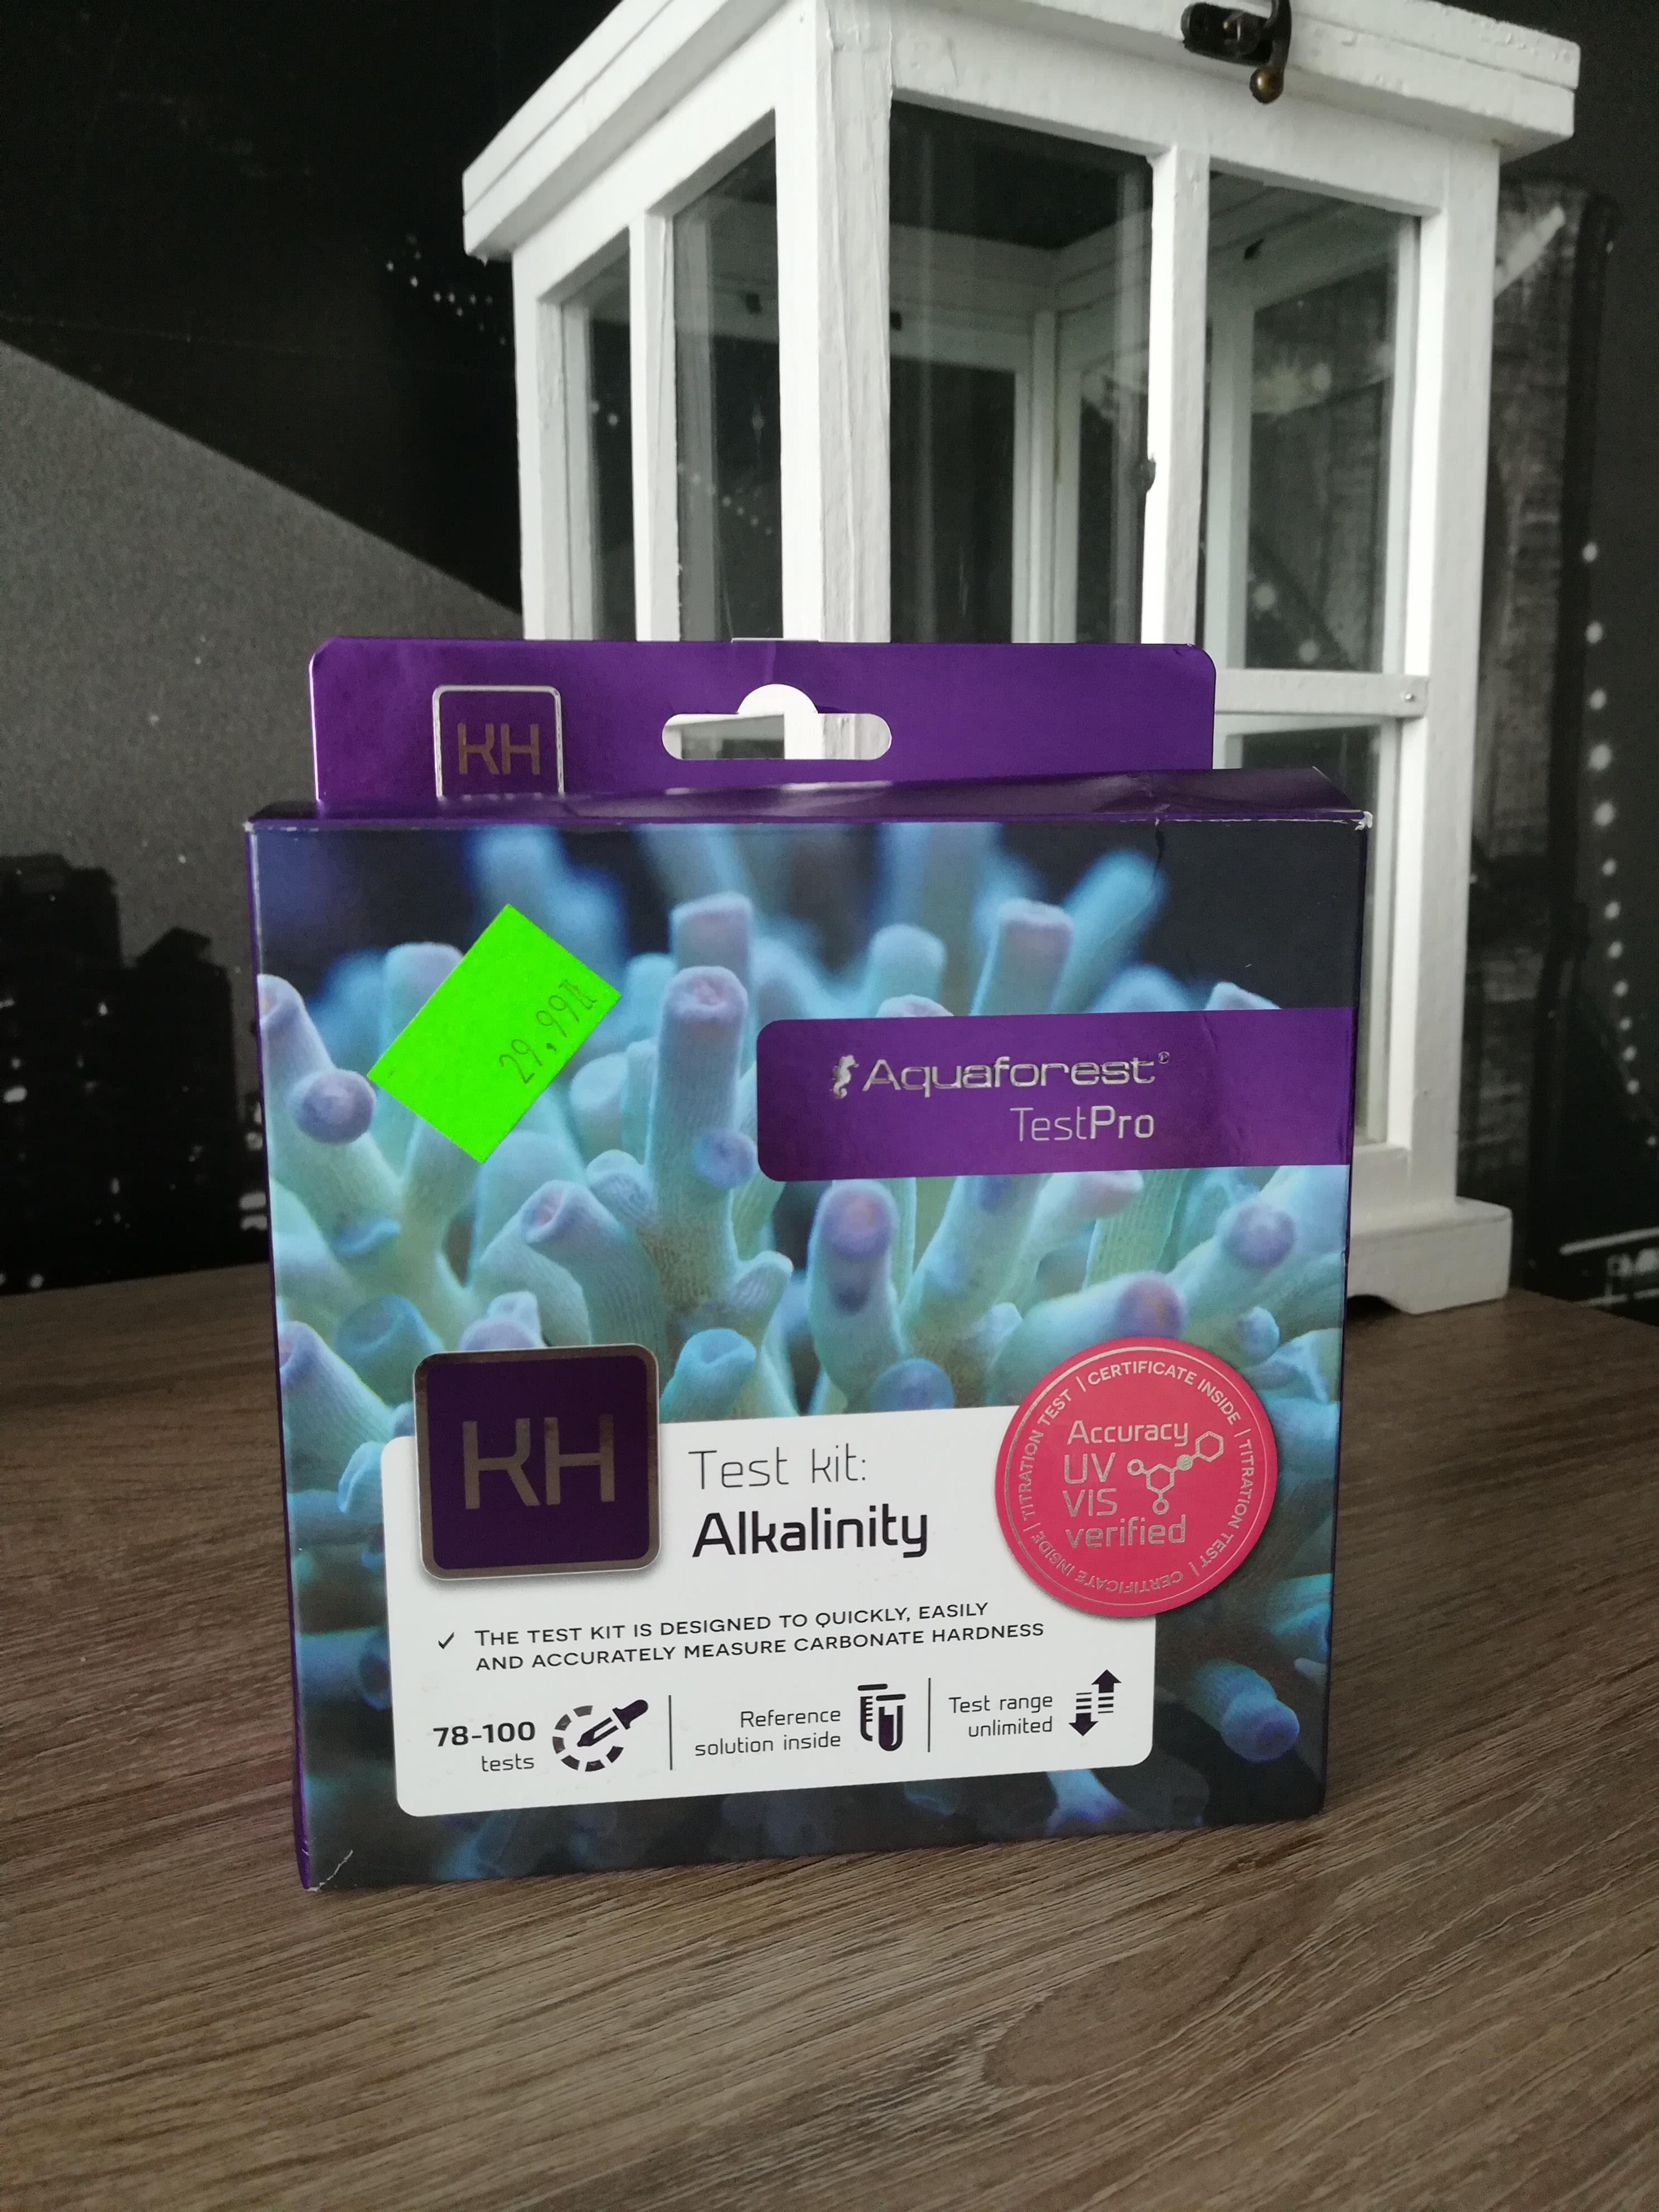 KH
29,99zł
Aquaforest®
TestPro
KH
Test kit:
Alkalinity
TITRATION TEST | CERTIFICATE INSIDE | TITRATION TEST | CERTIFICATE INSIDE |
Accuracy
UV
VIS
verified
✓ THE TEST KIT IS DESIGNED TO QUICKLY, EASILY
AND ACCURATELY MEASURE CARBONATE HARDNESS
78-100
tests
Reference
solution inside
Test range
unlimited